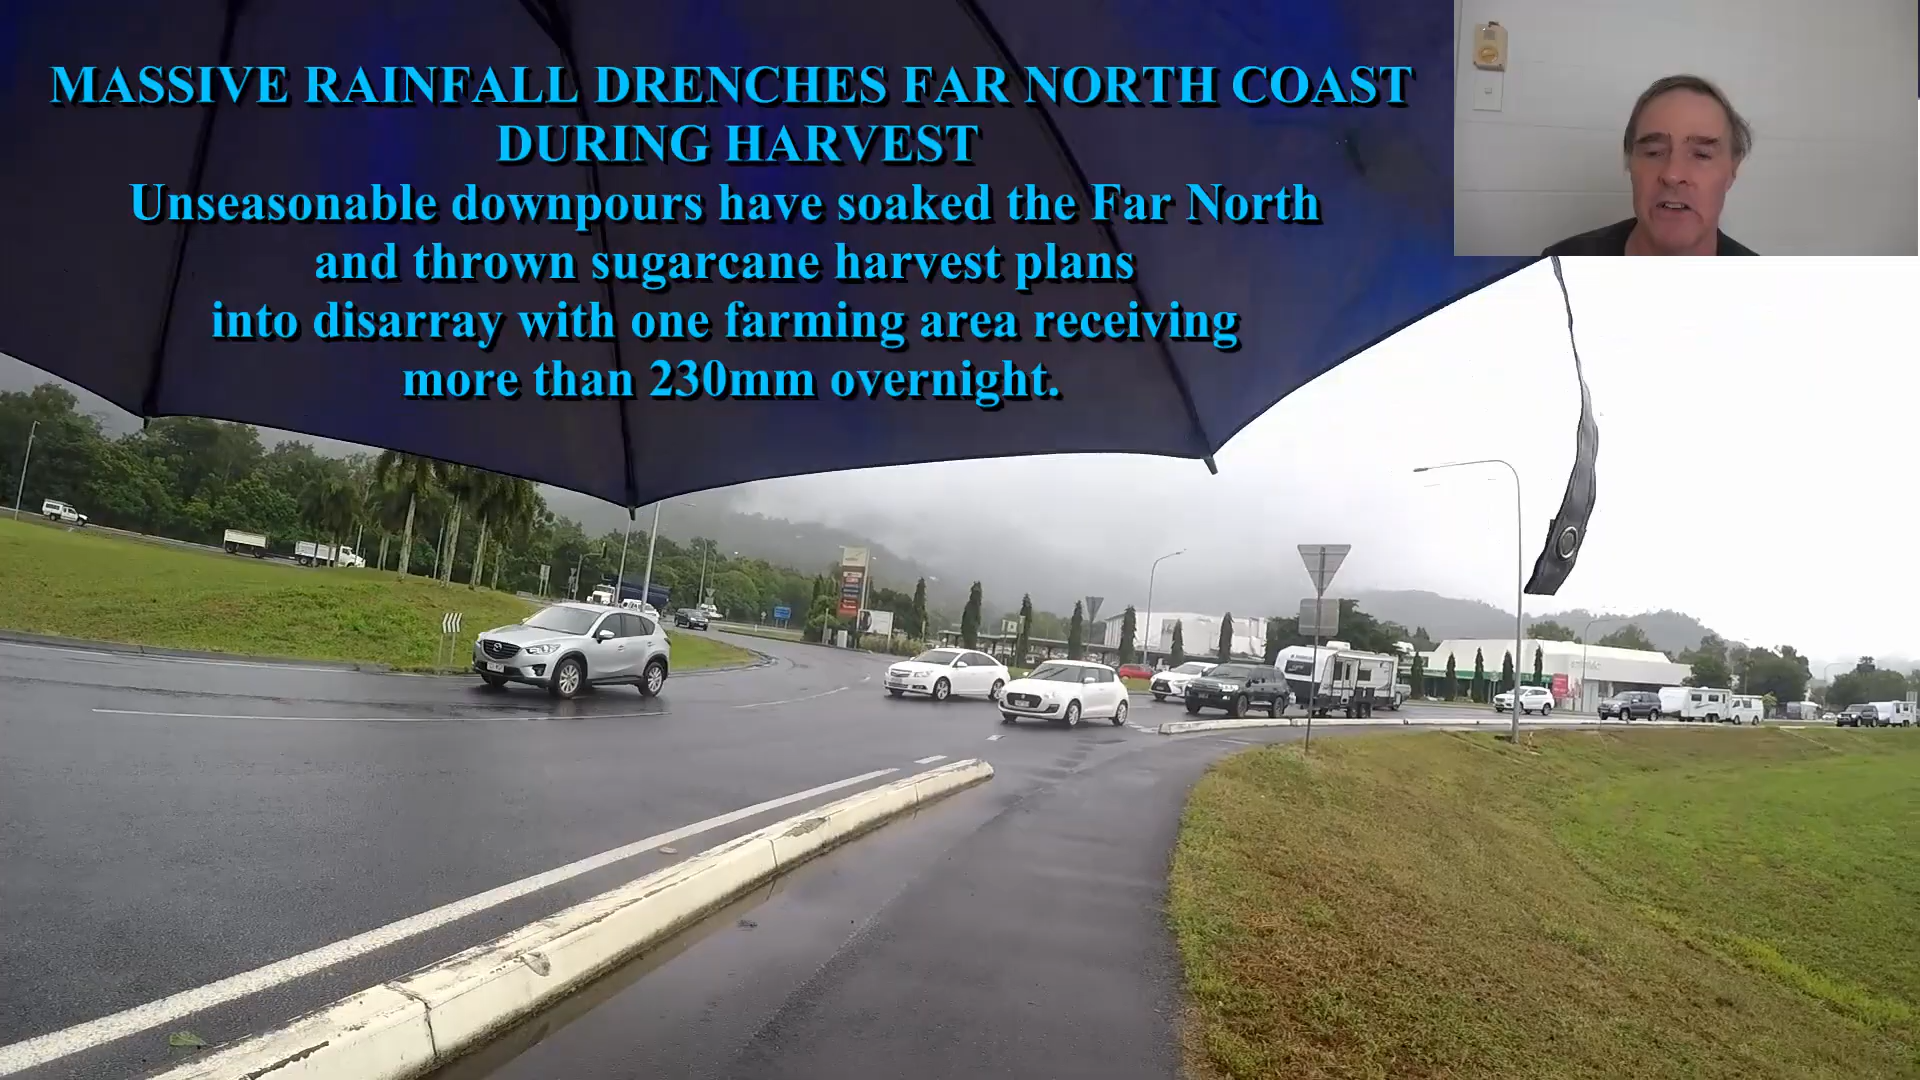 MASSIVE RAINFALL DRENCHES FAR NORTH COAST
DURING HARVEST
Unseasonable downpours have soaked the Far North
and thrown sugarcane harvest plans
into disarray with one farming area receiving
more than 230mm overnight.